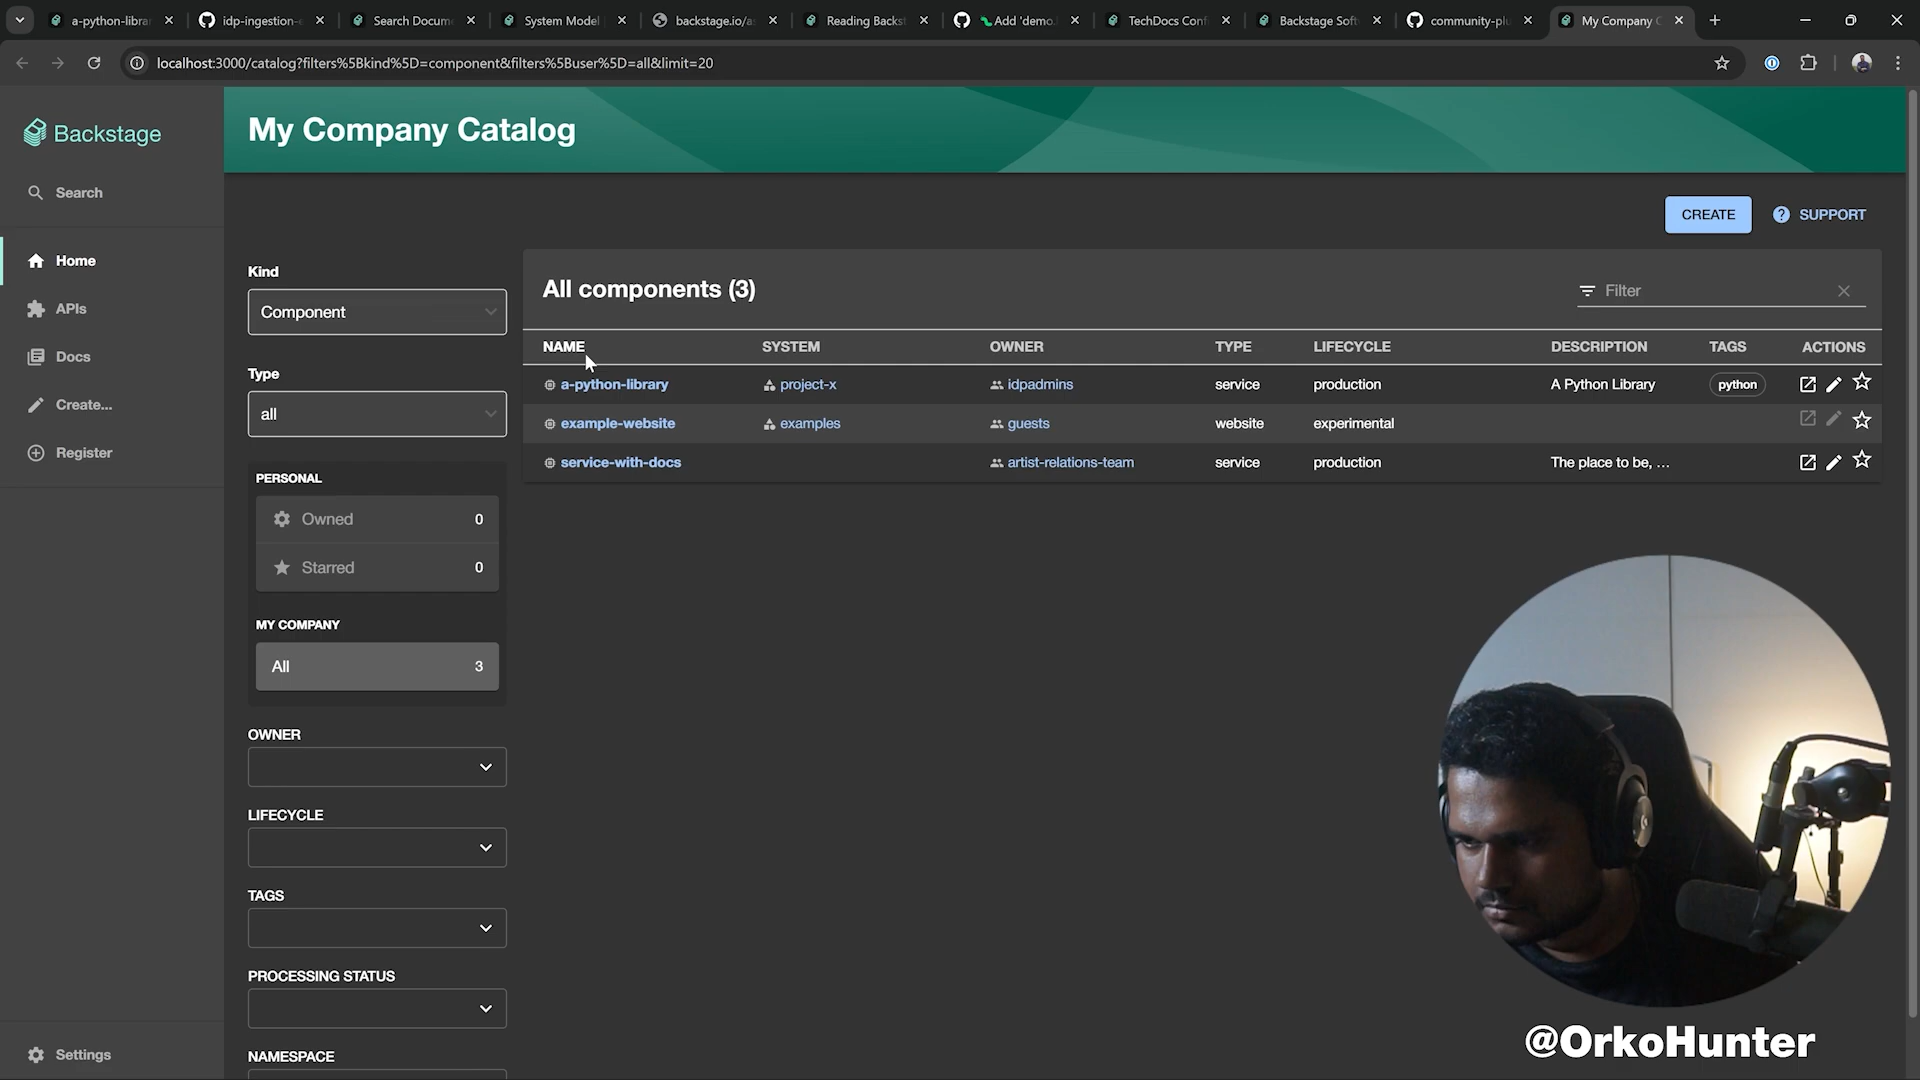 a-python-librar
idp-ingestion-e
Search Docume
System Model
backstage.io/as
Reading Backst
Add 'demo.
TechDocs Conf
Backstage Soft
community-plu
My Company C
localhost:3000/catalog?filters%5Bkind%5D=component&filters%5Buser%5D=all&limit=20
Backstage
Search
Home
APIs
Docs
Create...
Register
Settings
My Company Catalog
CREATE
SUPPORT
Kind
Component
Type
all
PERSONAL
Owned 0
Starred 0
MY COMPANY
All 3
OWNER
LIFECYCLE
TAGS
PROCESSING STATUS
NAMESPACE
All components (3)
Filter
NAME SYSTEM OWNER TYPE LIFECYCLE DESCRIPTION TAGS ACTIONS
a-python-library project-x idpadmins service production A Python Library python
example-website examples guests website experimental
service-with-docs artist-relations-team service production The place to be, ...
@OrkoHunter